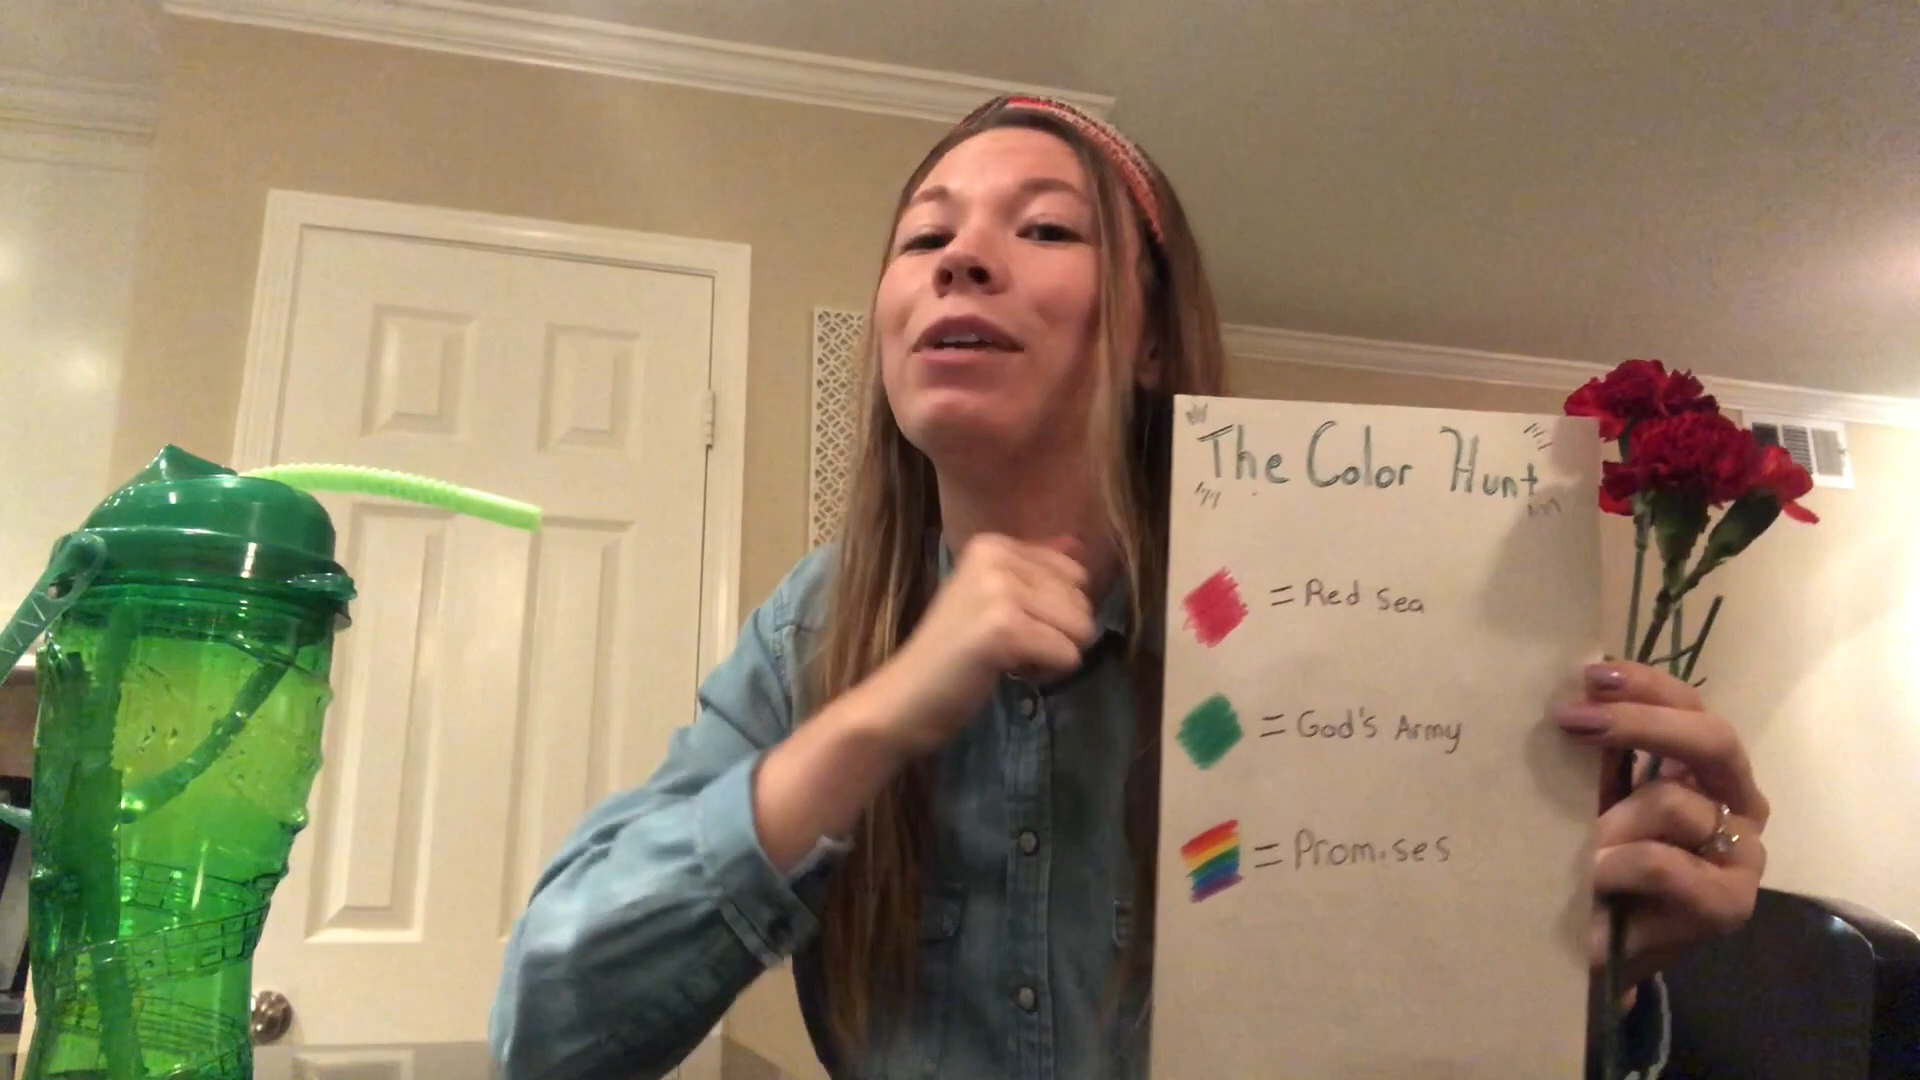 The Color Hunt
= Red Sea
= God's Army
= Promises